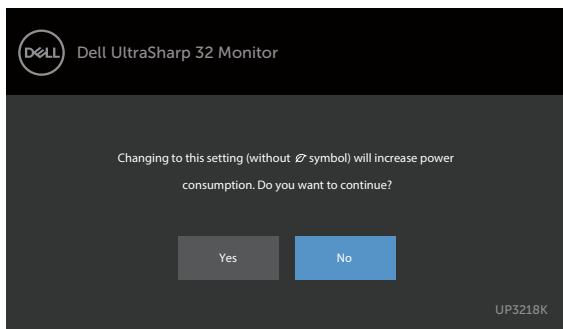 DELL
Dell UltraSharp 32 Monitor
Changing to this setting (without symbol) will increase power
consumption. Do you want to continue?
Yes
No
UP3218K